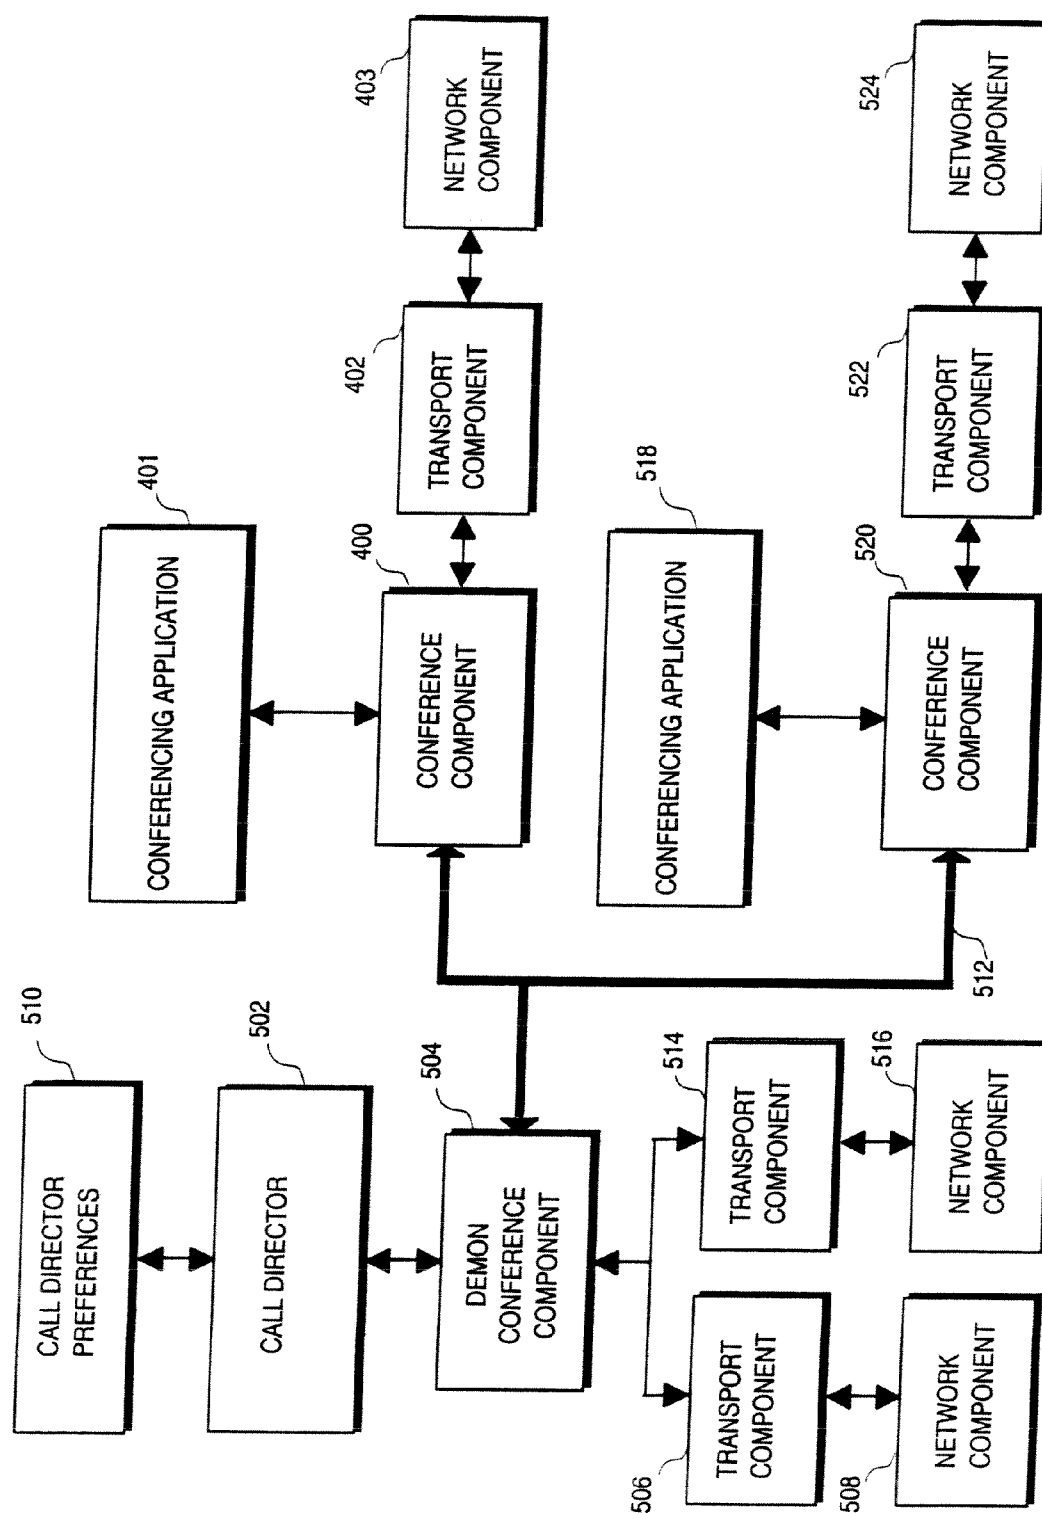 510
CALL DIRECTOR
PREFERENCES
502
CALL DIRECTOR
504
DEMON
CONFERENCE
COMPONENT
506
TRANSPORT
COMPONENT
514
TRANSPORT
COMPONENT
508
NETWORK
COMPONENT
516
NETWORK
COMPONENT
512
401
CONFERENCING APPLICATION
400
CONFERENCE
COMPONENT
402
TRANSPORT
COMPONENT
403
NETWORK
COMPONENT
518
CONFERENCING APPLICATION
520
CONFERENCE
COMPONENT
522
TRANSPORT
COMPONENT
524
NETWORK
COMPONENT